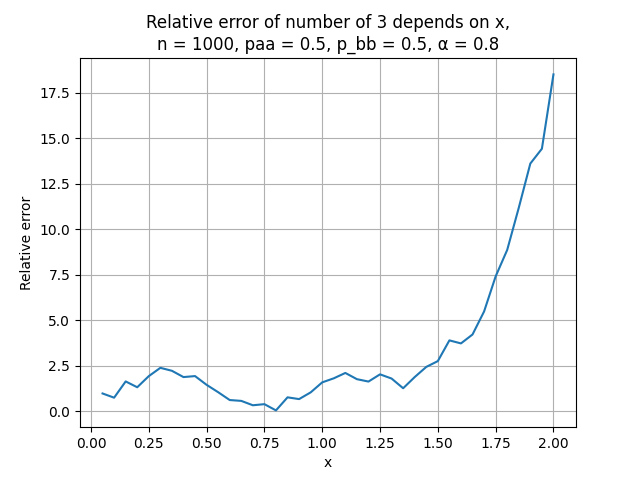 Relative error of number of 3 depends on x,
n = 1000, paa = 0.5, p_bb = 0.5, α = 0.8
17.5
15.0
12.5
10.0
7.5
5.0
2.5
0.0
Relative error
0.00 0.25 0.50 0.75 1.00 1.25 1.50 1.75 2.00
x